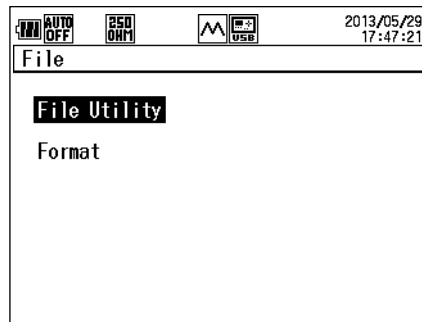 AUTO OFF 250 OHM USB 2013/05/29
17:47:21
File
File Utility
Format